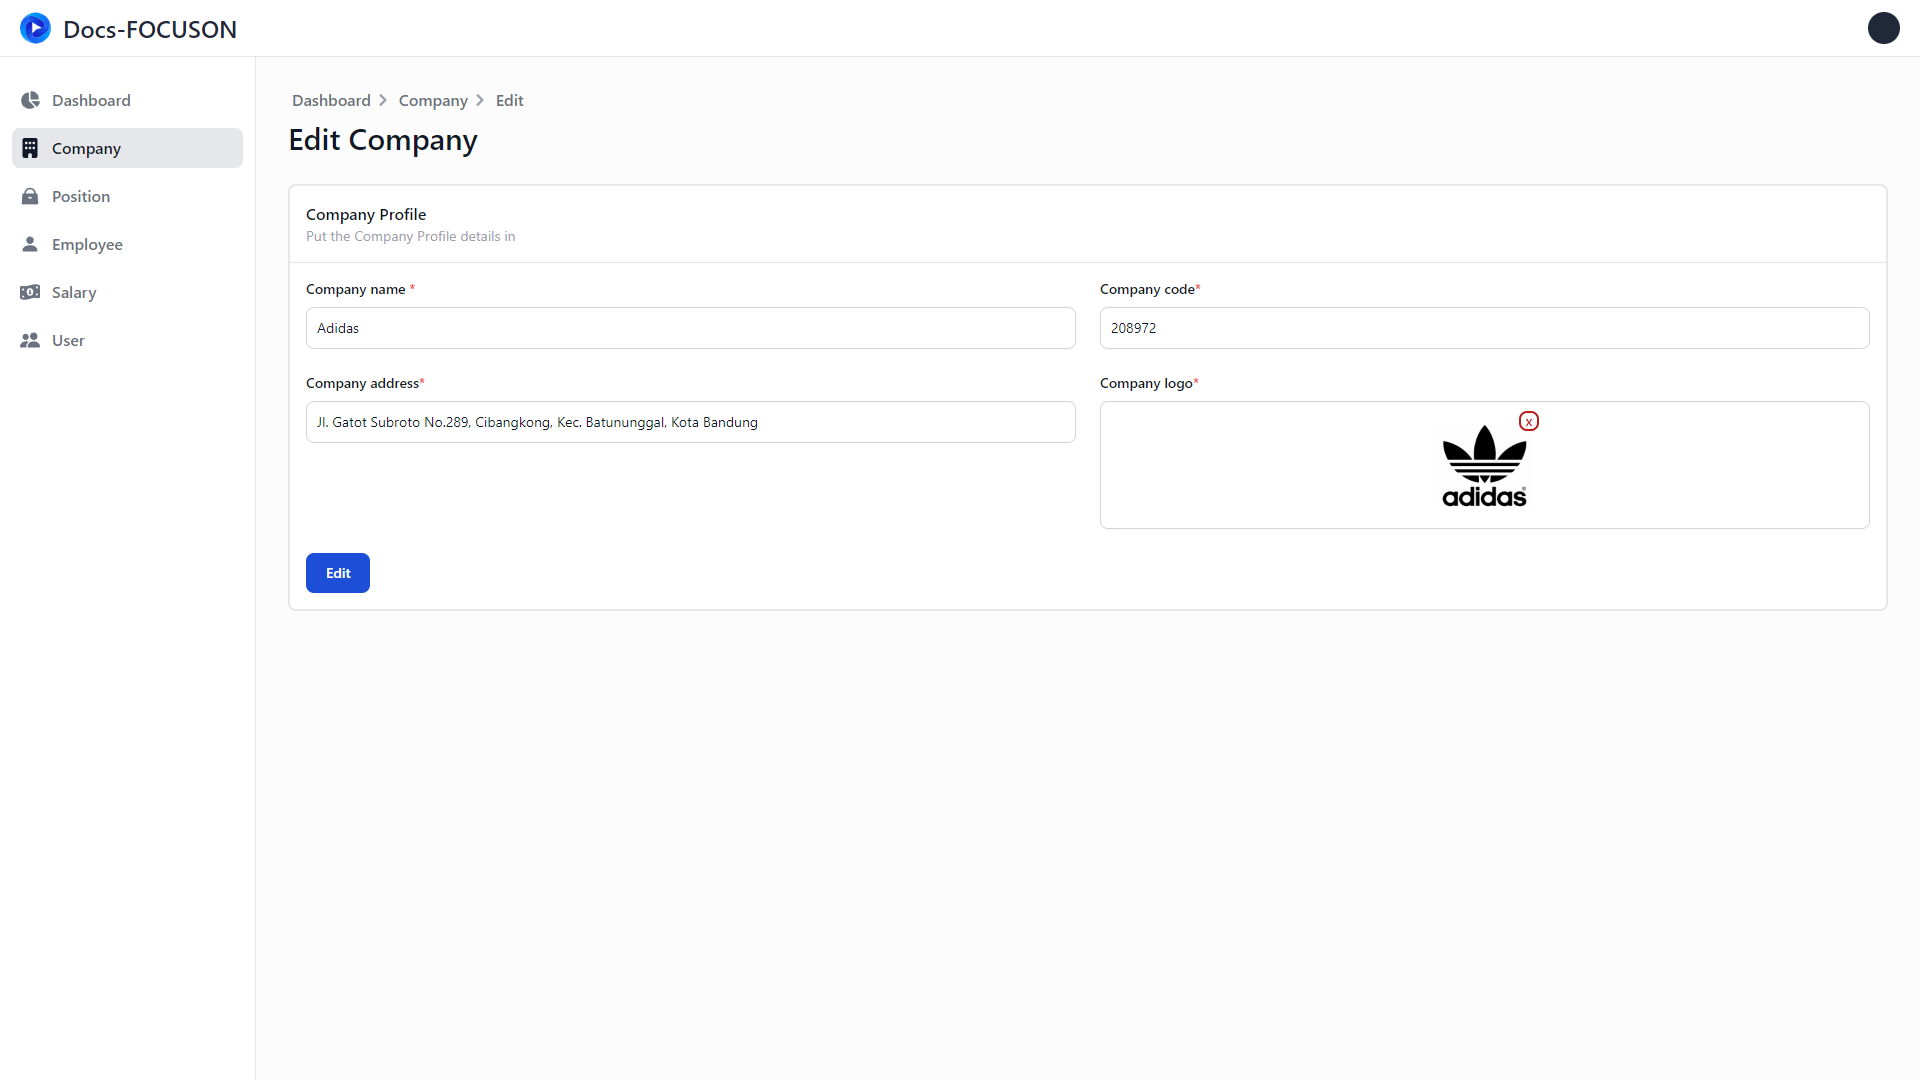 Docs-FOCUSON
Dashboard
Company
Position
Employee
Salary
User
Dashboard > Company > Edit
Edit Company
Company Profile
Put the Company Profile details in
Company name *
Adidas
Company code*
208972
Company address*
Jl. Gatot Subroto No.289, Cibangkong, Kec. Batununggal, Kota Bandung
Company logo*
x
adidas®
Edit